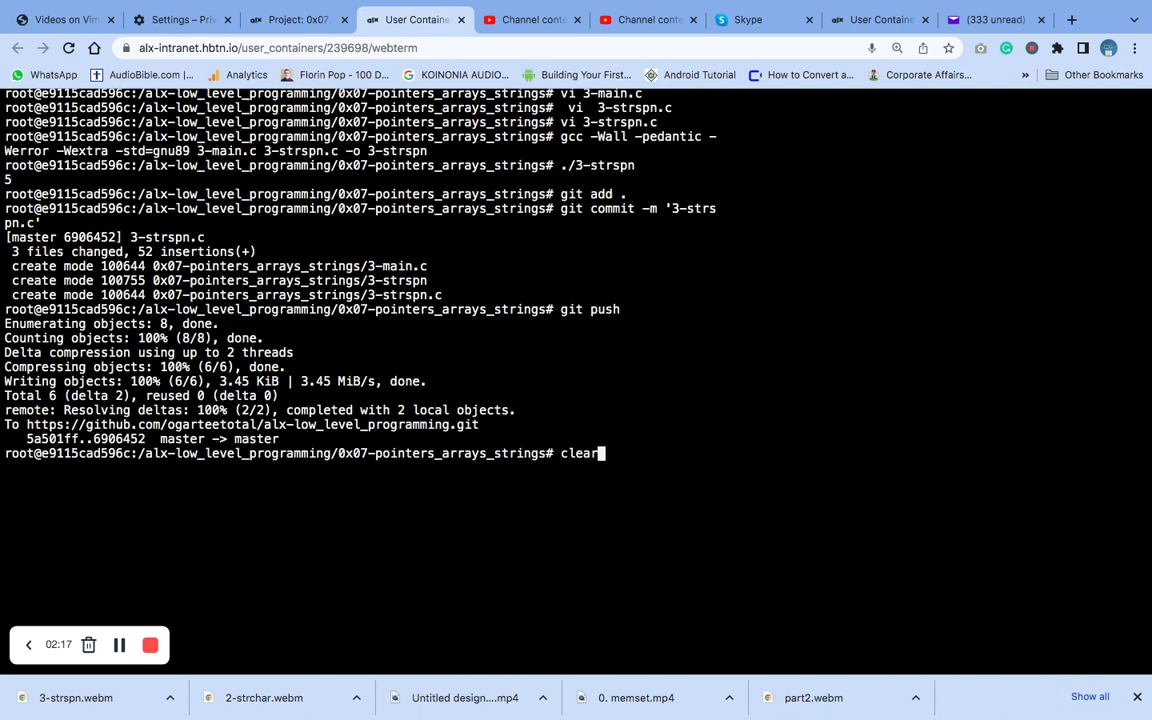 Videos on Vim
Settings – Priv
Project: 0x07.
User Containe
Channel conte
Channel conte
Skype
User Containe
(333 unread)
alx-intranet.hbtn.io/user_containers/239698/webterm
WhatsApp
AudioBible.com |...
Analytics
Florin Pop - 100 D...
KOINONIA AUDIO...
Building Your First...
Android Tutorial
How to Convert a...
Corporate Affairs...
»
Other Bookmarks
root@e9115cad596c:/alx-low_level_programming/0x07-pointers_arrays_strings# vi 3-main.c
root@e9115cad596c:/alx-low_level_programming/0x07-pointers_arrays_strings#  vi  3-strspn.c
root@e9115cad596c:/alx-low_level_programming/0x07-pointers_arrays_strings# vi 3-strspn.c
root@e9115cad596c:/alx-low_level_programming/0x07-pointers_arrays_strings# gcc -Wall -pedantic -
Werror -Wextra -std=gnu89 3-main.c 3-strspn.c -o 3-strspn
root@e9115cad596c:/alx-low_level_programming/0x07-pointers_arrays_strings# ./3-strspn
5
root@e9115cad596c:/alx-low_level_programming/0x07-pointers_arrays_strings# git add .
root@e9115cad596c:/alx-low_level_programming/0x07-pointers_arrays_strings# git commit -m '3-strs
pn.c'
[master 6906452] 3-strspn.c
 3 files changed, 52 insertions(+)
 create mode 100644 0x07-pointers_arrays_strings/3-main.c
 create mode 100755 0x07-pointers_arrays_strings/3-strspn
 create mode 100644 0x07-pointers_arrays_strings/3-strspn.c
root@e9115cad596c:/alx-low_level_programming/0x07-pointers_arrays_strings# git push
Enumerating objects: 8, done.
Counting objects: 100% (8/8), done.
Delta compression using up to 2 threads
Compressing objects: 100% (6/6), done.
Writing objects: 100% (6/6), 3.45 KiB | 3.45 MiB/s, done.
Total 6 (delta 2), reused 0 (delta 0)
remote: Resolving deltas: 100% (2/2), completed with 2 local objects.
To https://github.com/ogarteetotal/alx-low_level_programming.git
   5a501ff..6906452  master -> master
root@e9115cad596c:/alx-low_level_programming/0x07-pointers_arrays_strings# clear
02:17
3-strspn.webm
2-strchar.webm
Untitled design....mp4
0. memset.mp4
part2.webm
Show all